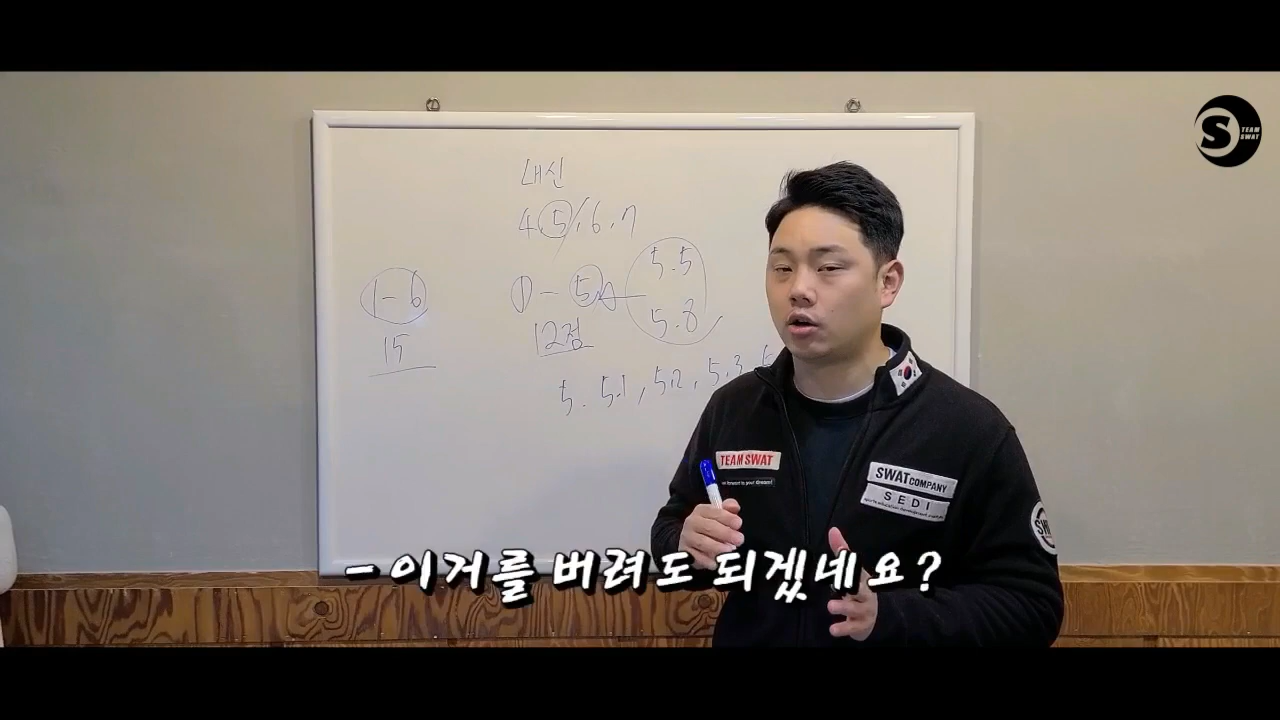 S TEAM SWAT
내신
4,5,6,7
1-6
15
1-5
12점
5.5
5.8
5. 5.1, 5.2, 5.3
TEAM SWAT
SWAT COMPANY
SEDI
- 이거를 버려도 되겠네요?